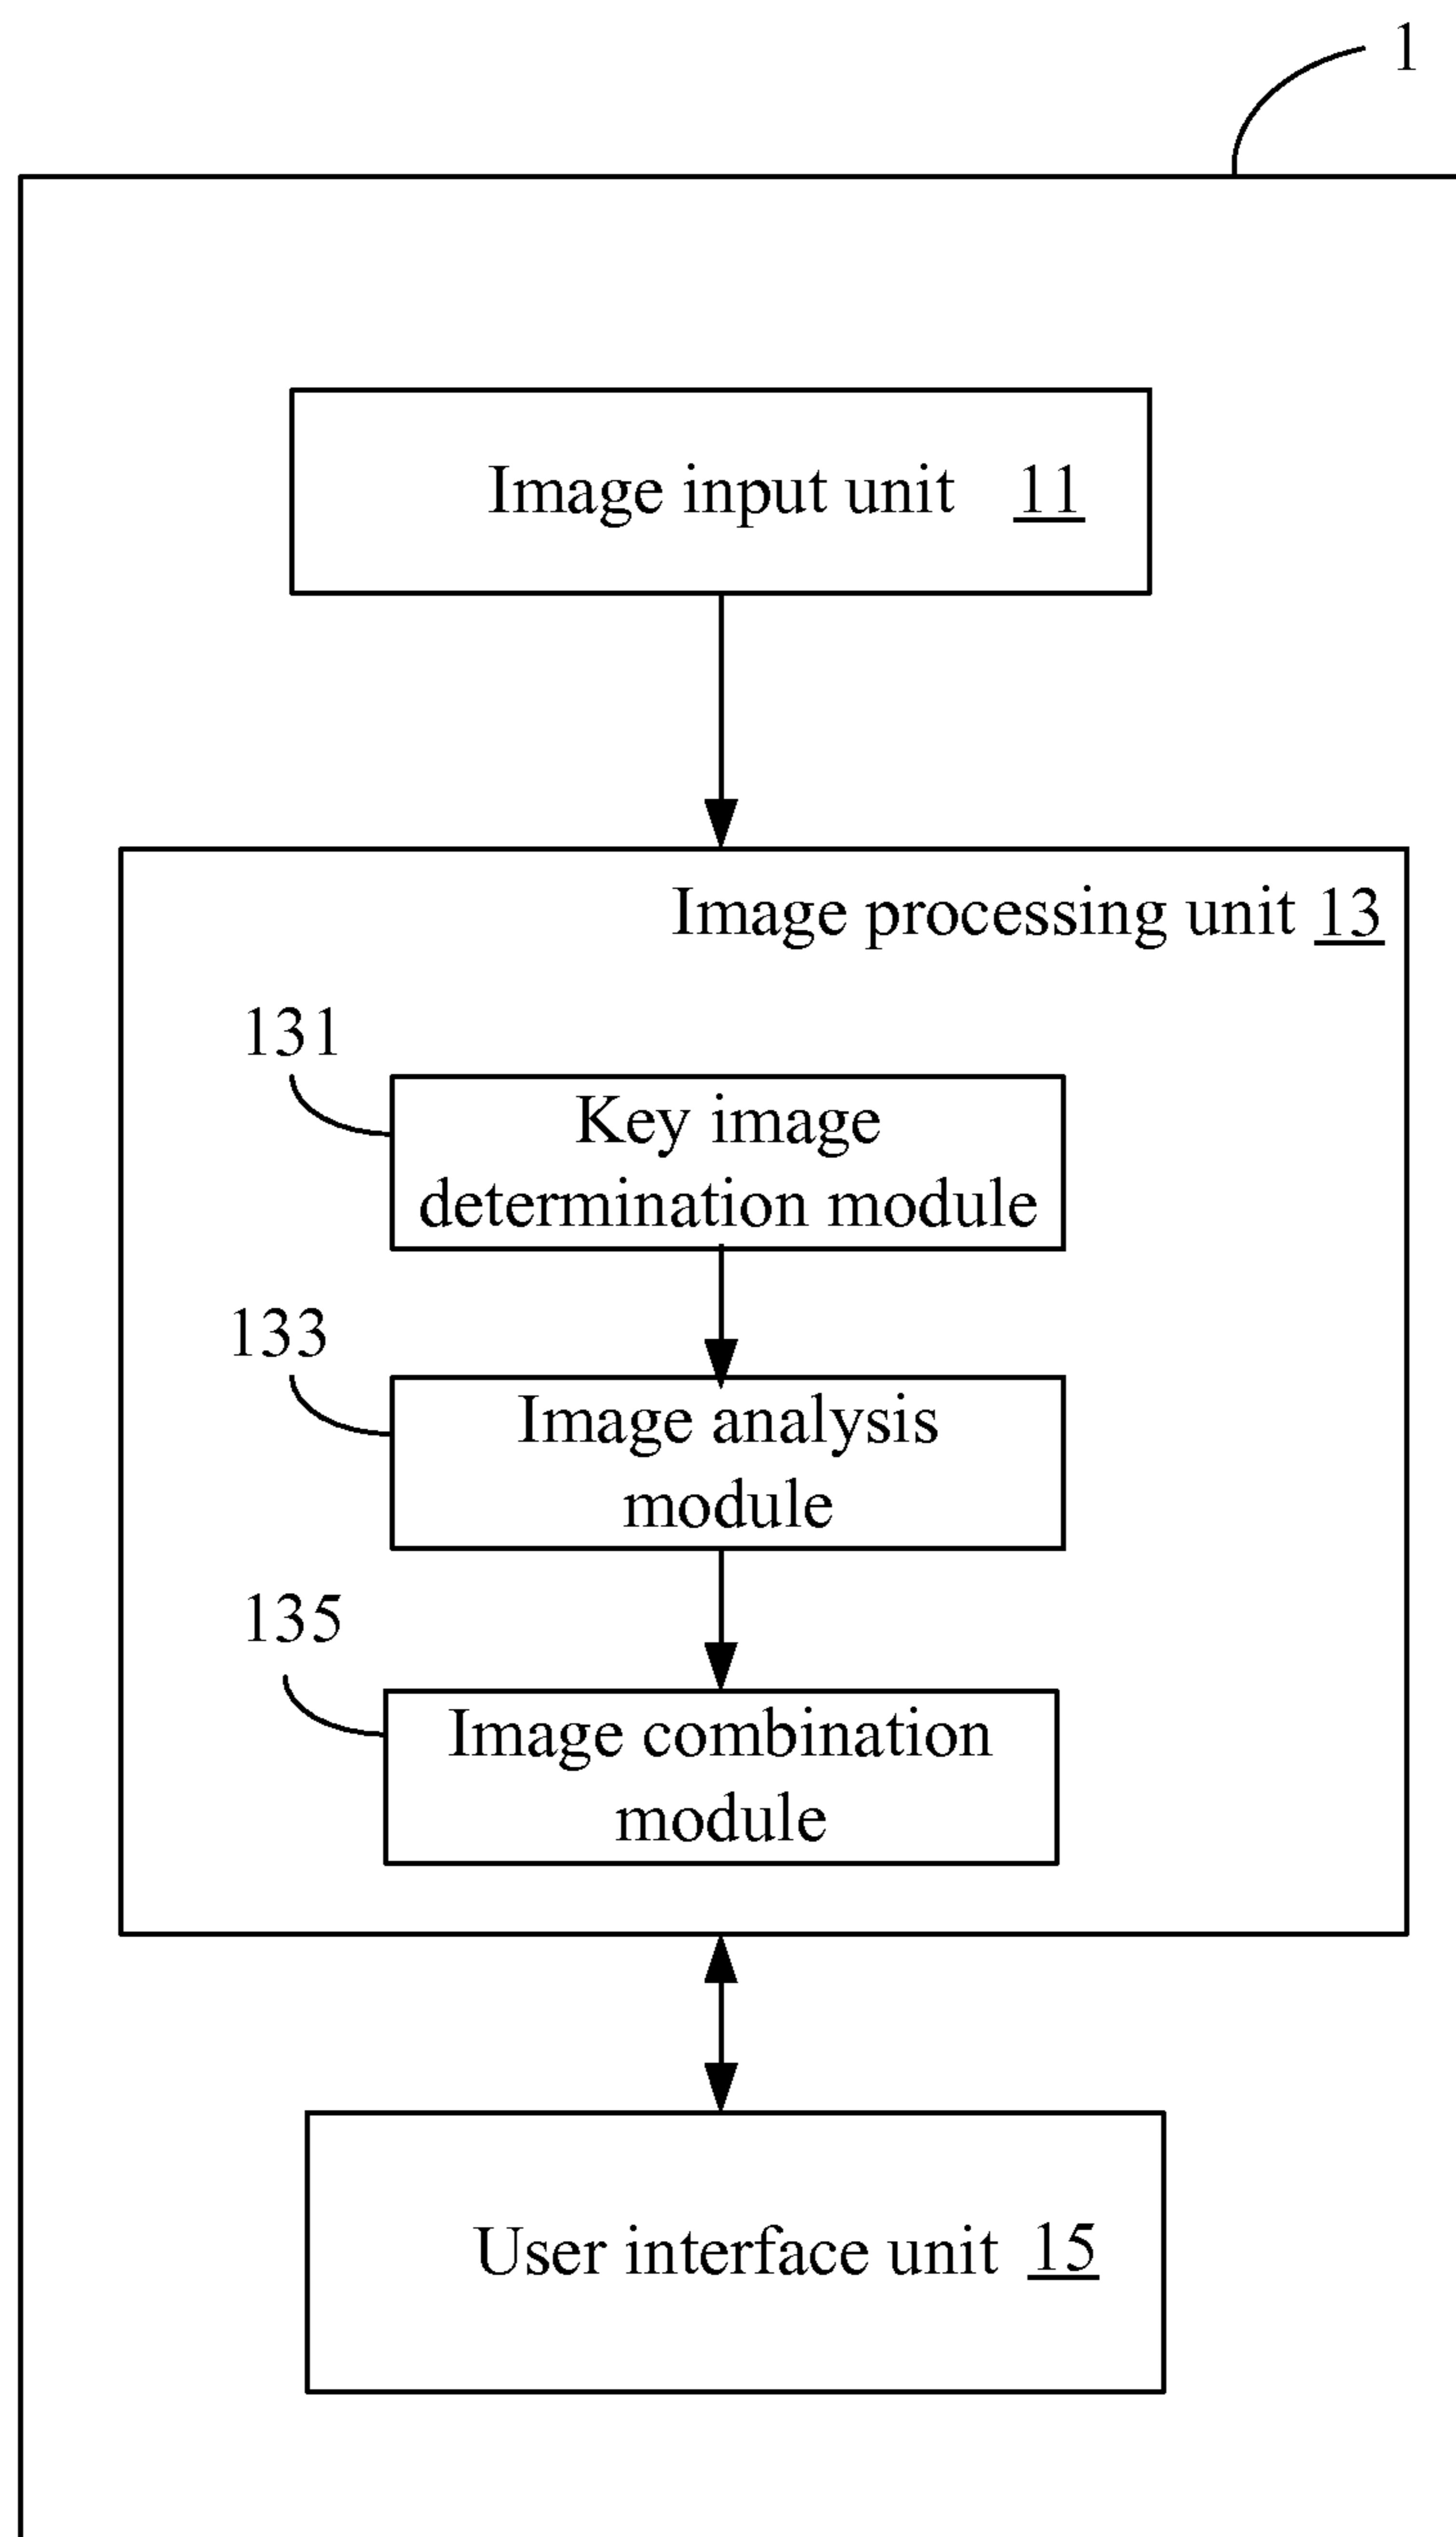 1
Image input unit 11
Image processing unit 13
131
Key image
determination module
133
Image analysis
module
135
Image combination
module
User interface unit 15